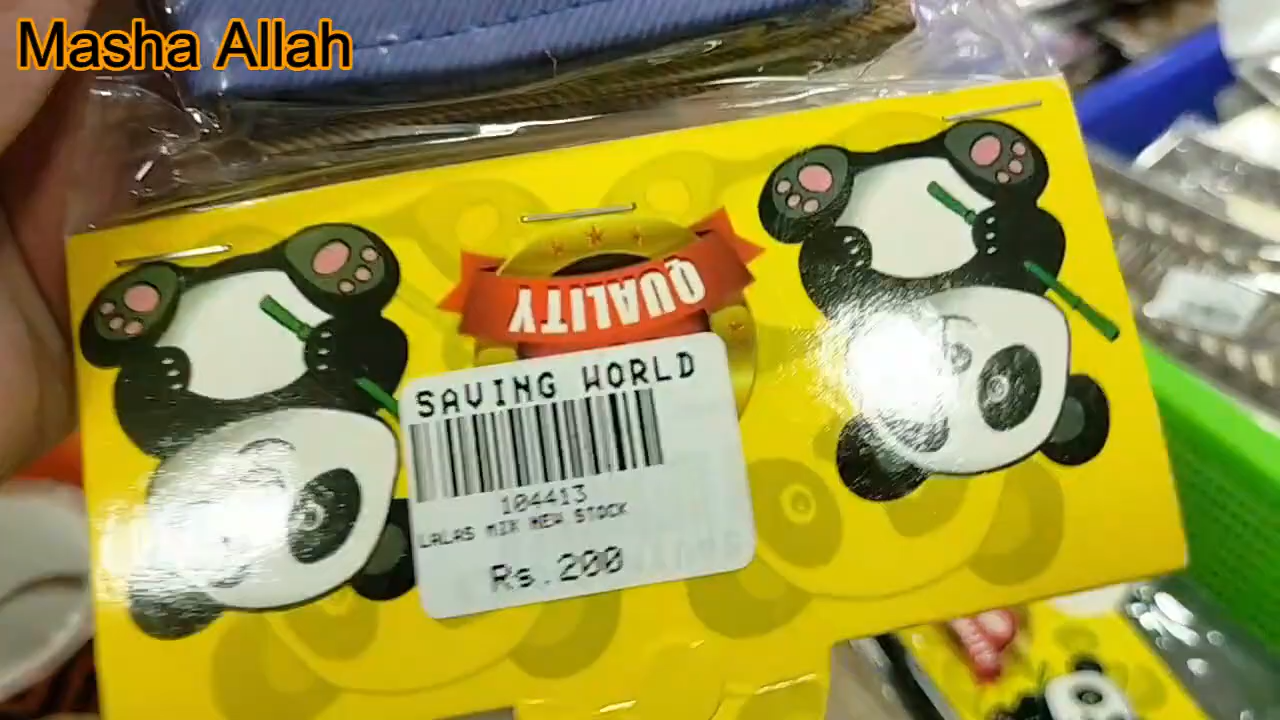 Masha Allah
QUALITY
SAVING WORLD
104413
LALAS MIX NEW STOCK
Rs.200